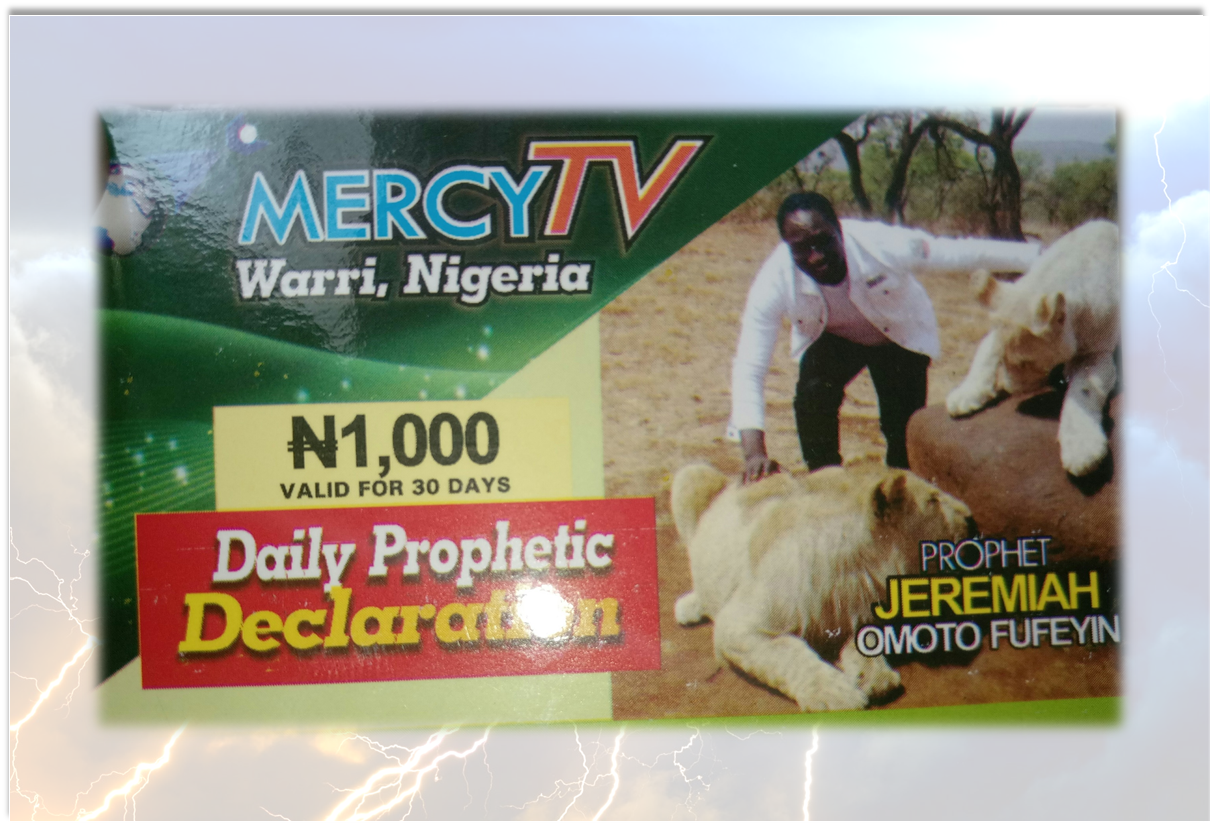 MERCYTV
Warri, Nigeria
₦1,000
VALID FOR 30 DAYS
Daily Prophetic
Declaration
PROPHET
JEREMIAH
OMOTO FUFEYIN